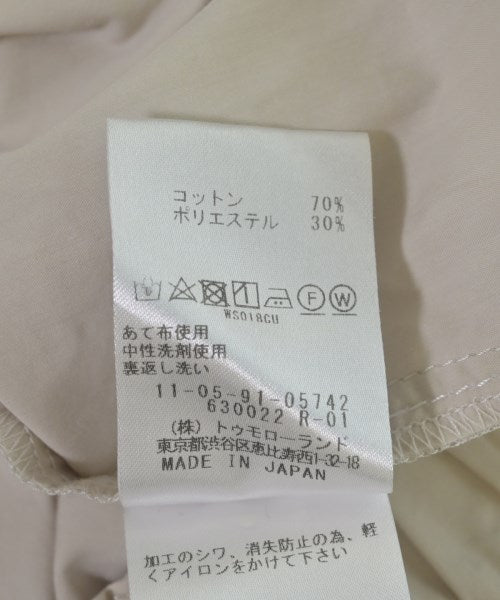 コットン 70%
ポリエステル 30%
F W
WS018GU
あて布使用
中性洗剤使用
裏返し洗い
11-05-91-05742
630022 R-01
(株)トゥモローランド
東京都渋谷区恵比寿西1-32-18
MADE IN JAPAN
加工のシワ、消失防止の為、軽
くアイロンをかけて下さい